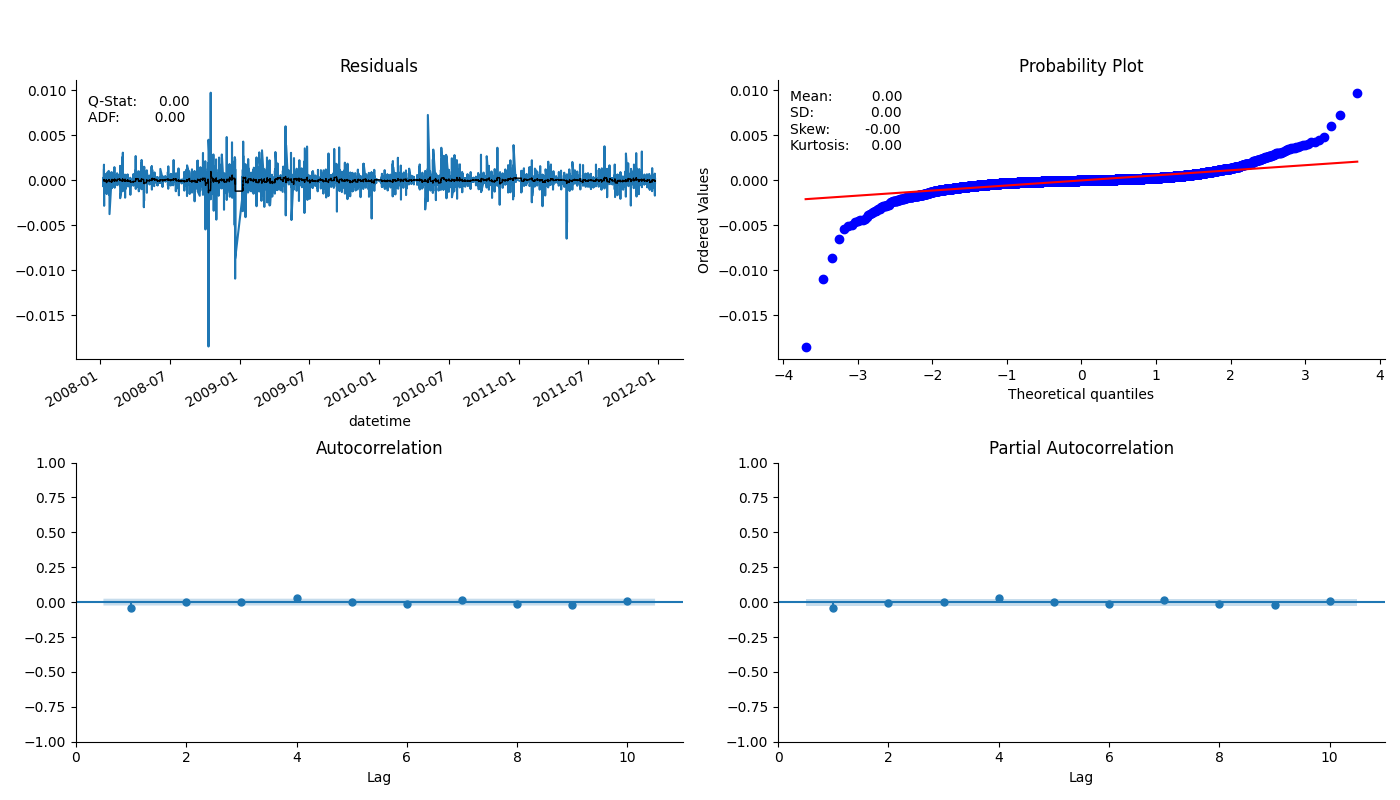 Residuals
Q-Stat: 0.00
ADF: 0.00
0.010
0.005
0.000
−0.005
−0.010
−0.015
2008-01
2008-07
2009-01
2009-07
2010-01
2010-07
2011-01
2011-07
2012-01
datetime
Probability Plot
Mean: 0.00
SD: 0.00
Skew: -0.00
Kurtosis: 0.00
Ordered Values
0.010
0.005
0.000
−0.005
−0.010
−0.015
−4 −3 −2 −1 0 1 2 3 4
Theoretical quantiles
Autocorrelation
1.00
0.75
0.50
0.25
0.00
−0.25
−0.50
−0.75
−1.00
0 2 4 6 8 10
Lag
Partial Autocorrelation
1.00
0.75
0.50
0.25
0.00
−0.25
−0.50
−0.75
−1.00
0 2 4 6 8 10
Lag